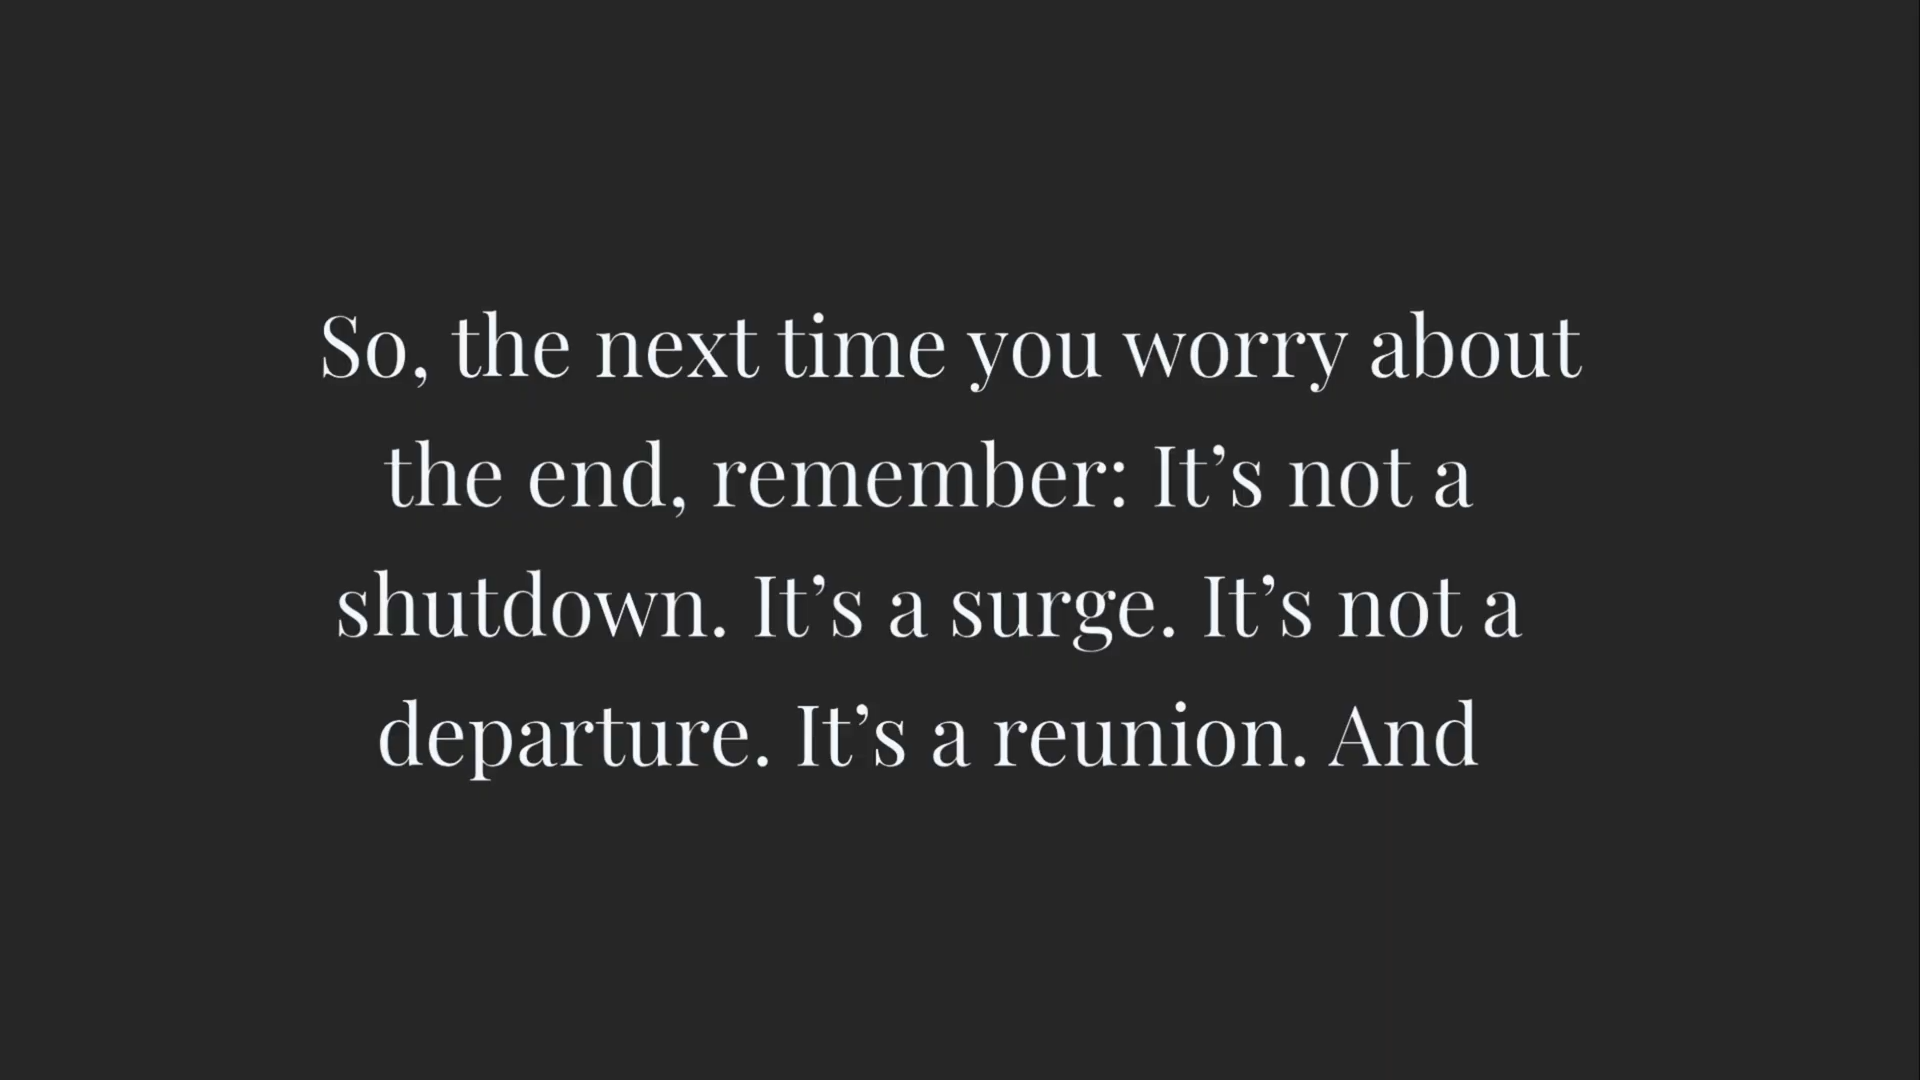 So, the next time you worry about
the end, remember: It’s not a
shutdown. It’s a surge. It’s not a
departure. It’s a reunion. And